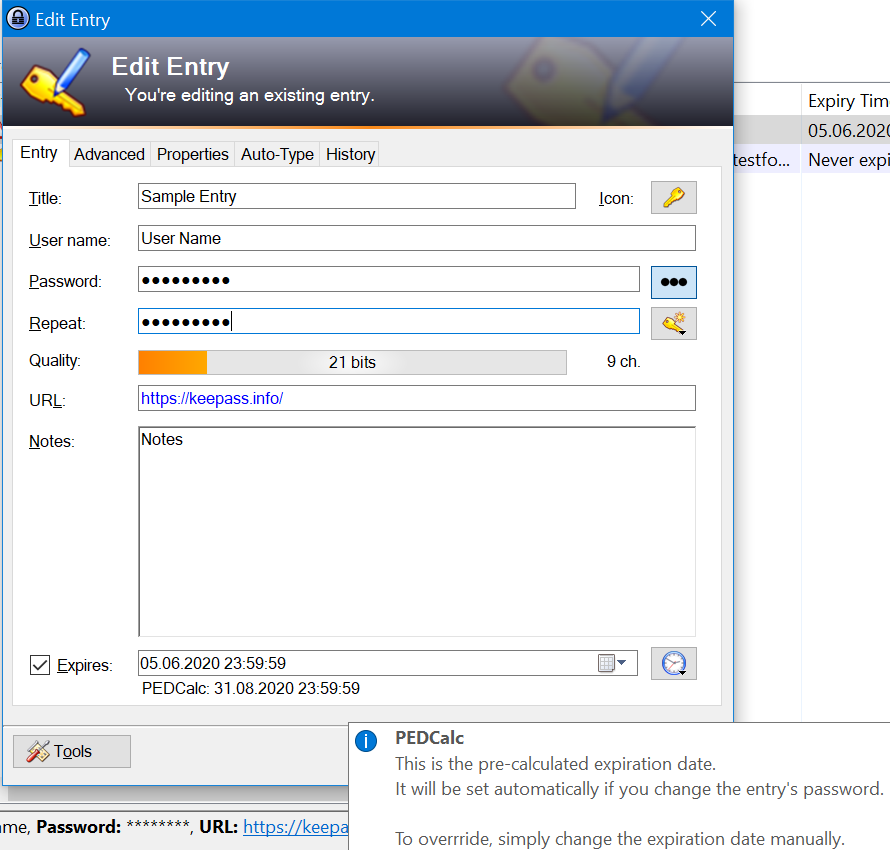 Edit Entry
Edit Entry
You're editing an existing entry.
Expiry Tim
05.06.2020
testfo... Never expi
Entry Advanced Properties Auto-Type History
Title: Sample Entry Icon:
User name: User Name
Password: ●●●●●●●●● ●●●
Repeat: ●●●●●●●●●
Quality: 21 bits 9 ch.
URL: https://keepass.info/
Notes: Notes
Expires: 05.06.2020 23:59:59
PEDCalc: 31.08.2020 23:59:59
Tools
PEDCalc
This is the pre-calculated expiration date.
It will be set automatically if you change the entry's password.
To overrride, simply change the expiration date manually.
ame, Password: ********, URL: https://keepa